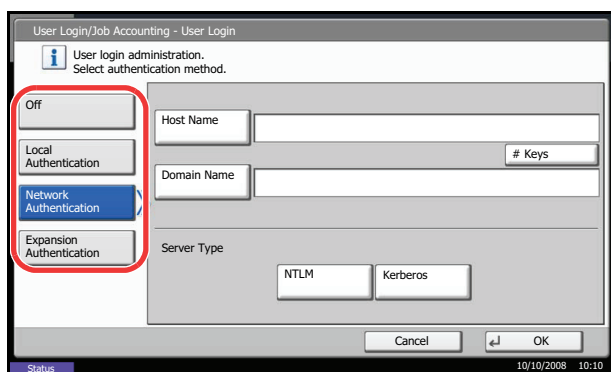 User Login/Job Accounting - User Login
User login administration.
Select authentication method.
Off
Local
Authentication
Network
Authentication
Expansion
Authentication
Host Name
# Keys
Domain Name
Server Type
NTLM
Kerberos
Cancel
OK
Status
10/10/2008 10:10